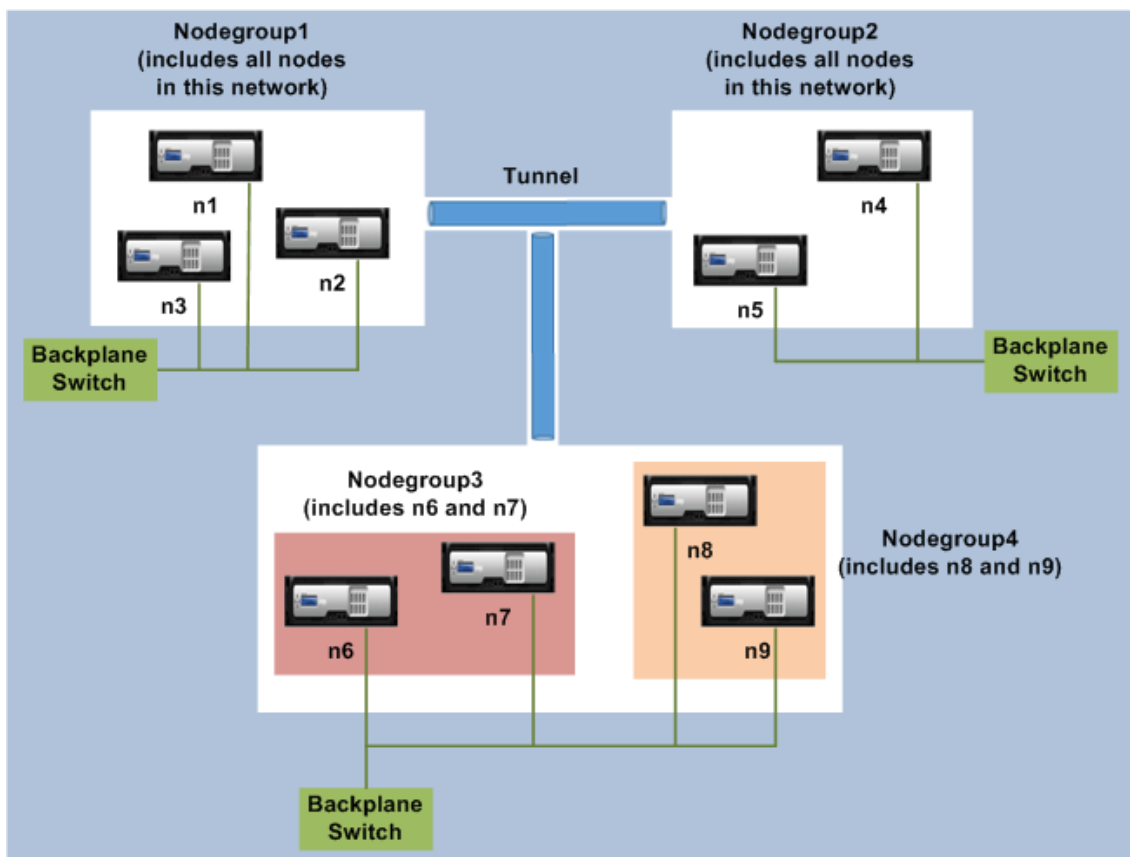 Nodegroup1
(includes all nodes
in this network)
Nodegroup2
(includes all nodes
in this network)
Tunnel
n1
n2
n3
n4
n5
Backplane
Switch
Backplane
Switch
Nodegroup3
(includes n6 and n7)
Nodegroup4
(includes n8 and n9)
n6
n7
n8
n9
Backplane
Switch